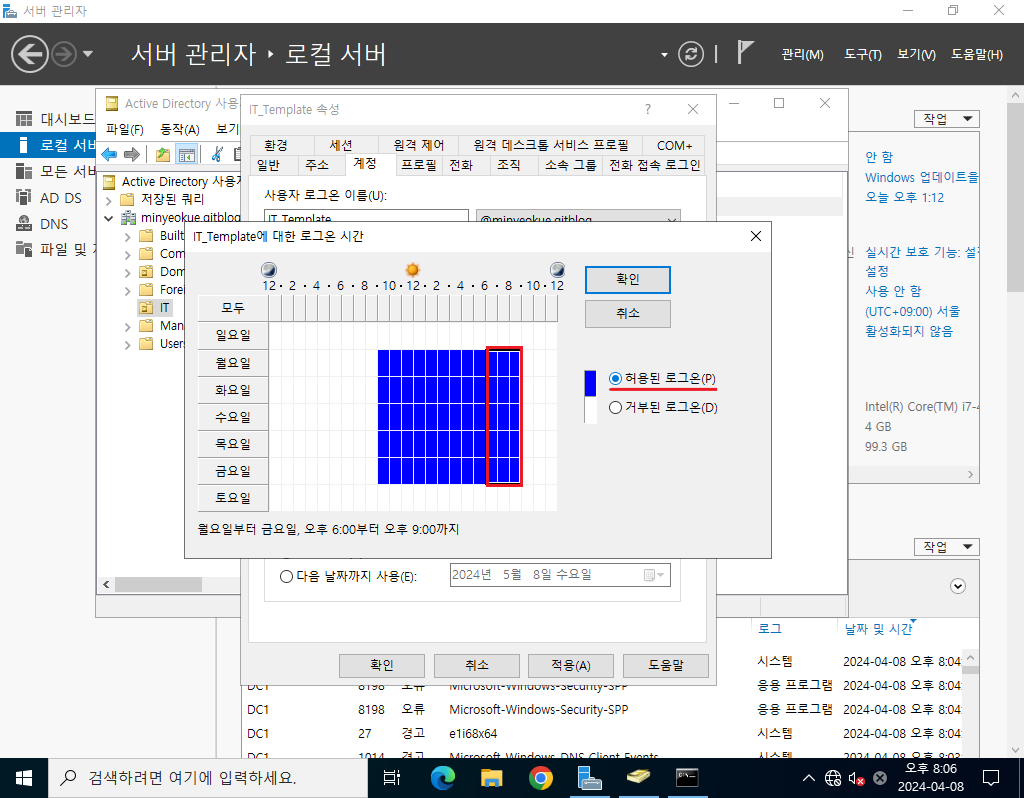 서버 관리자
서버 관리자 ‣ 로컬 서버
관리(M) 도구(T) 보기(V) 도움말(H)
대시보드
로컬 서버
모든 서버
AD DS
DNS
파일 및
Active Directory 사용
파일(F) 동작(A) 보기
Active Directory 사용자
저장된 쿼리
minyeokue.gitblog
Built
Com
Dom
Forei
IT
Man
Users
IT_Template 속성
?
환경 세션 원격 제어 원격 데스크톱 서비스 프로필 COM+
일반 주소 계정 프로필 전화 조직 소속 그룹 전화 접속 로그인
사용자 로그온 이름(U):
IT_Template @minyeokue.gitblog
IT_Template에 대한 로그온 시간
12 · 2 · 4 · 6 · 8 · 10 · 12 · 2 · 4 · 6 · 8 · 10 · 12
모두
일요일
월요일
화요일
수요일
목요일
금요일
토요일
확인
취소
허용된 로그온(P)
거부된 로그온(D)
월요일부터 금요일, 오후 6:00부터 오후 9:00까지
다음 날짜까지 사용(E): 2024년 5월 8일 수요일
확인 취소 적용(A) 도움말
작업
안 함
Windows 업데이트을
오늘 오후 1:12
실시간 보호 기능: 설정
설정
사용 안 함
(UTC+09:00) 서울
활성화되지 않음
Intel(R) Core(TM) i7-4
4 GB
99.3 GB
작업
로그 날짜 및 시간
시스템 2024-04-08 오후 8:04:
DC1 8198 오류 Microsoft-Windows-Security-SPP 응용 프로그램 2024-04-08 오후 8:04:
DC1 8198 오류 Microsoft-Windows-Security-SPP 응용 프로그램 2024-04-08 오후 8:04:
DC1 27 경고 e1i68x64 시스템 2024-04-08 오후 8:04:
DC1 1014 경고 Microsoft-Windows-DNS Client Events 시스템
검색하려면 여기에 입력하세요.
오후 8:06
2024-04-08